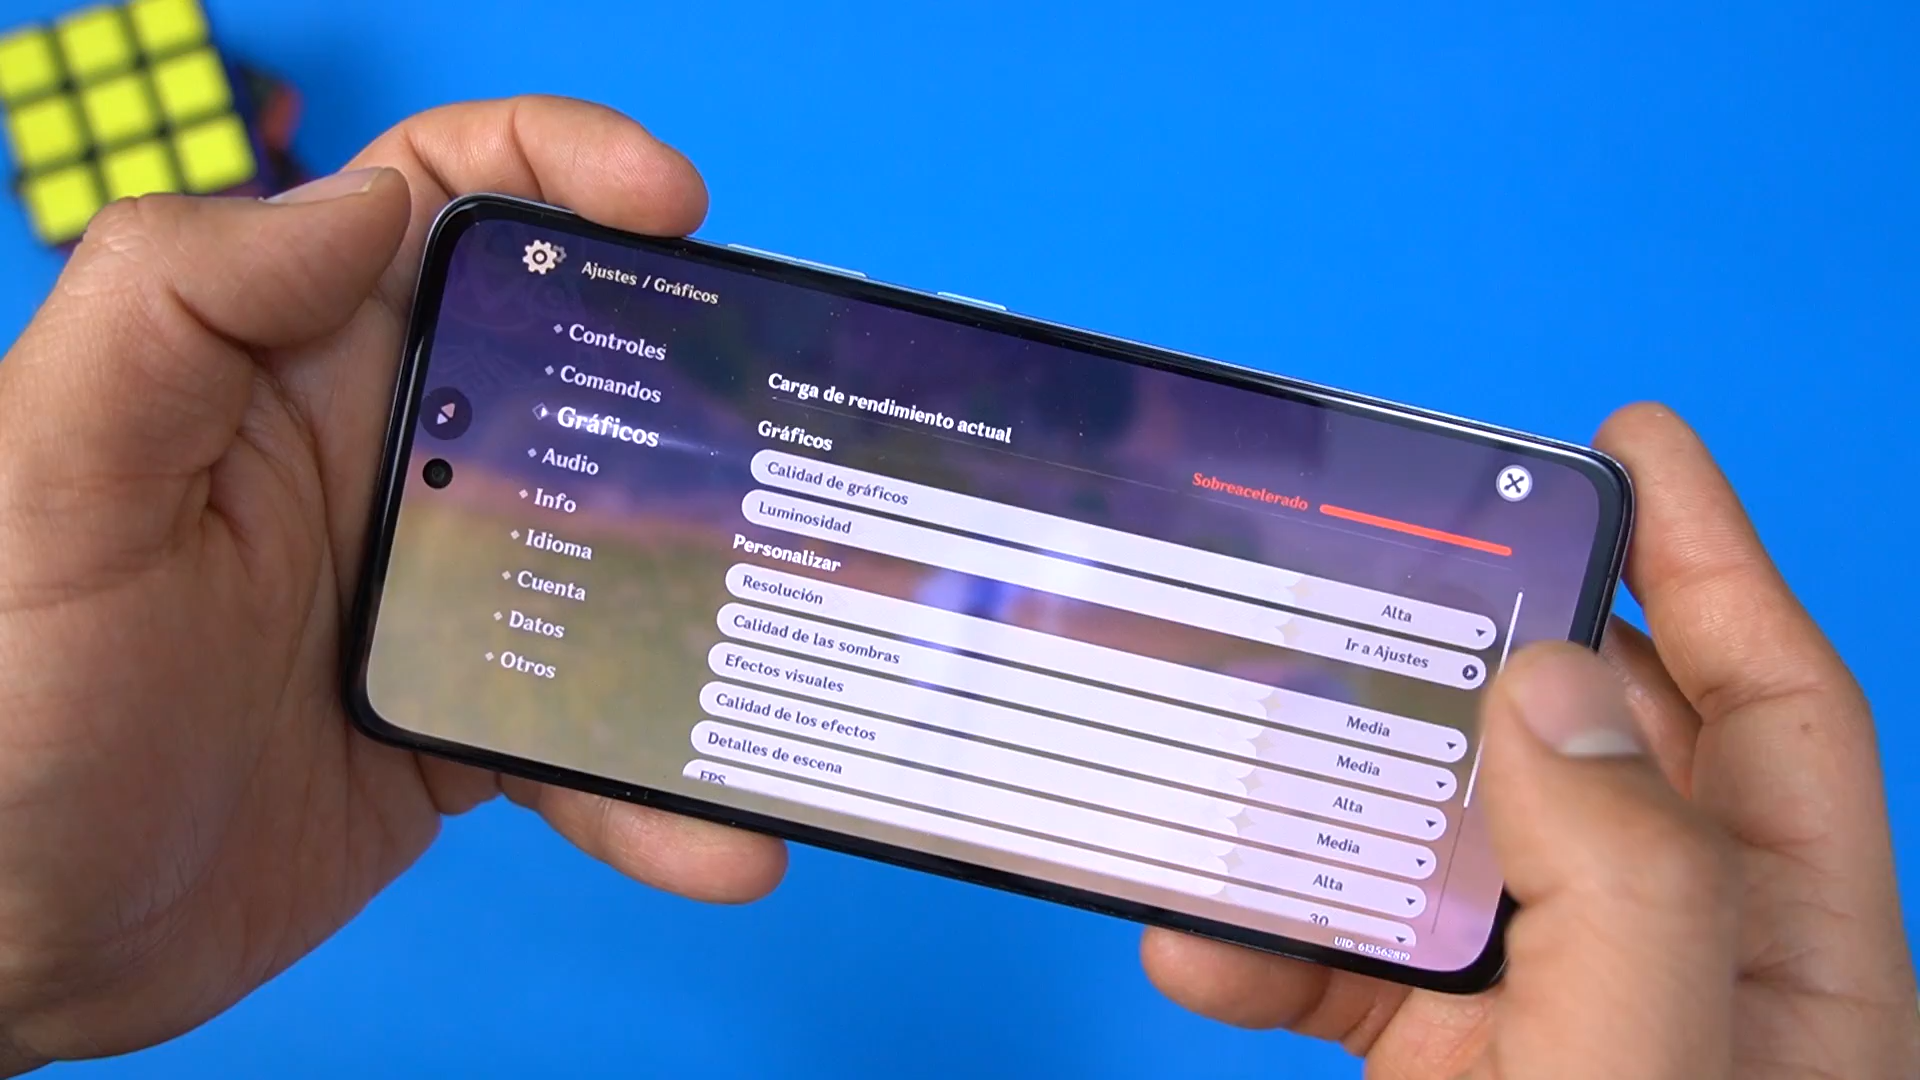 Ajustes / Gráficos
Controles
Comandos
Gráficos
Audio
Info
Idioma
Cuenta
Datos
Otros
Carga de rendimiento actual
Sobreacelerado
Gráficos
Calidad de gráficos Alta
Luminosidad Ir a Ajustes
Personalizar
Resolución Media
Calidad de las sombras Media
Efectos visuales Alta
Calidad de los efectos Media
Detalles de escena Alta
FPS 30
UID: 613562819